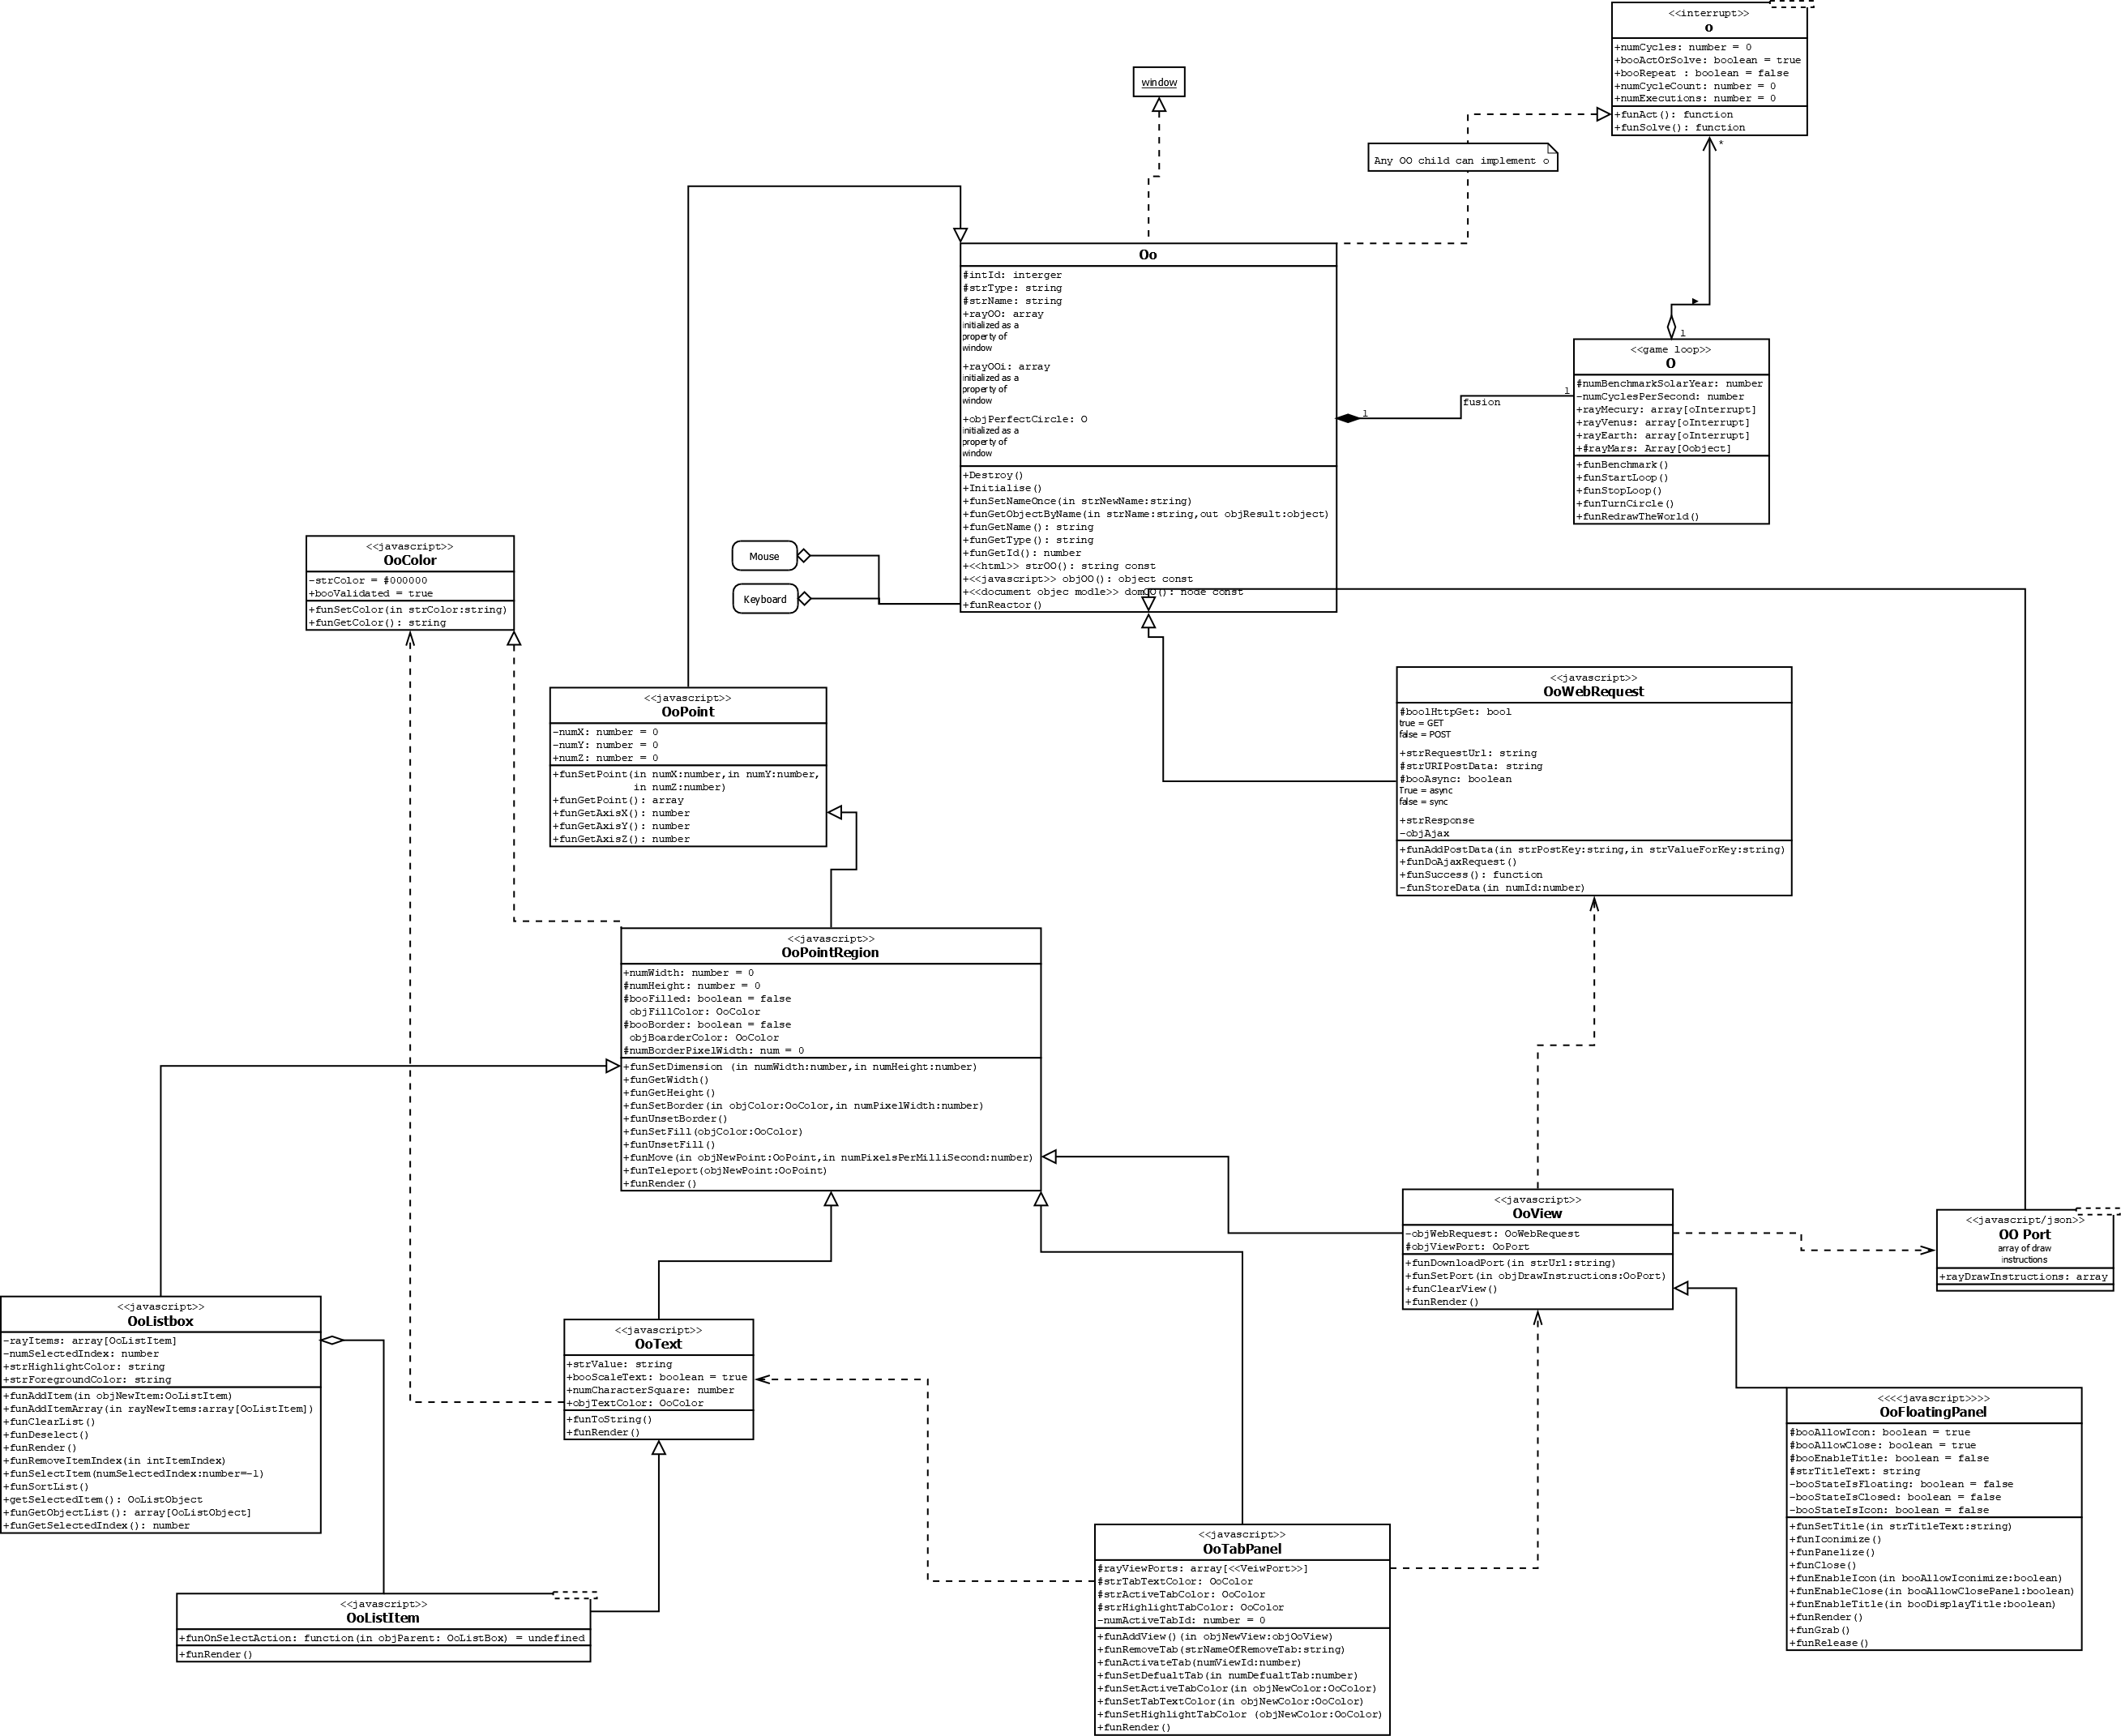 <<interrupt>>
o
+numCycles: number = 0
+booActOrSolve: boolean = true
+booRepeat : boolean = false
+numCycleCount: number = 0
+numExecutions: number = 0
+funAct(): function
+funSolve(): function
*
window
Any OO child can implement o
Oo
#intId: interger
#strType: string
#strName: string
+rayOO: array
initialized as a
property of
window
+rayOOi: array
initialized as a
property of
window
+objPerfectCircle: O
initialized as a
property of
window
+Destroy()
+Initialise()
+funSetNameOnce(in strNewName:string)
+funGetObjectByName(in strName:string,out objResult:object)
+funGetName(): string
+funGetType(): string
+funGetId(): number
+<<html>> strOO(): string const
+<<javascript>> objOO(): object const
+<<document objec modle>> domOO(): node const
+funReactor()
1
fusion
1
1
<<game loop>>
O
#numBenchmarkSolarYear: number
-numCyclesPerSecond: number
+rayMecury: array[oInterrupt]
+rayVenus: array[oInterrupt]
+rayEarth: array[oInterrupt]
+#rayMars: Array[Oobject]
+funBenchmark()
+funStartLoop()
+funStopLoop()
+funTurnCircle()
+funRedrawTheWorld()
Mouse
Keyboard
<<javascript>>
OoColor
-strColor = #000000
+booValidated = true
+funSetColor(in strColor:string)
+funGetColor(): string
<<javascript>>
OoPoint
-numX: number = 0
-numY: number = 0
+numZ: number = 0
+funSetPoint(in numX:number,in numY:number,
in numZ:number)
+funGetPoint(): array
+funGetAxisX(): number
+funGetAxisY(): number
+funGetAxisZ(): number
<<javascript>>
OoWebRequest
#boolHttpGet: bool
true = GET
false = POST
+strRequestUrl: string
#strURIPostData: string
#booAsync: boolean
True = async
false = sync
+strResponse
-objAjax
+funAddPostData(in strPostKey:string,in strValueForKey:string)
+funDoAjaxRequest()
+funSuccess(): function
-funStoreData(in numId:number)
<<javascript>>
OoPointRegion
+numWidth: number = 0
#numHeight: number = 0
#booFilled: boolean = false
objFillColor: OoColor
#booBorder: boolean = false
objBoarderColor: OoColor
#numBorderPixelWidth: num = 0
+funSetDimension (in numWidth:number,in numHeight:number)
+funGetWidth()
+funGetHeight()
+funSetBorder(in objColor:OoColor,in numPixelWidth:number)
+funUnsetBorder()
+funSetFill(objColor:OoColor)
+funUnsetFill()
+funMove(in objNewPoint:OoPoint,in numPixelsPerMilliSecond:number)
+funTeleport(objNewPoint:OoPoint)
+funRender()
<<javascript>>
OoView
-objWebRequest: OoWebRequest
#objViewPort: OoPort
+funDownloadPort(in strUrl:string)
+funSetPort(in objDrawInstructions:OoPort)
+funClearView()
+funRender()
<<javascript/json>>
OO Port
array of draw
instructions
+rayDrawInstructions: array
<<javascript>>
OoListbox
-rayItems: array[OoListItem]
-numSelectedIndex: number
+strHighlightColor: string
+strForegroundColor: string
+funAddItem(in objNewItem:OoListItem)
+funAddItemArray(in rayNewItems:array[OoListItem])
+funClearList()
+funDeselect()
+funRender()
+funRemoveItemIndex(in intItemIndex)
+funSelectItem(numSelectedIndex:number=-1)
+funSortList()
+getSelectedItem(): OoListObject
+funGetObjectList(): array[OoListObject]
+funGetSelectedIndex(): number
<<javascript>>
OoText
+strValue: string
+booScaleText: boolean = true
+numCharacterSquare: number
+objTextColor: OoColor
+funToString()
+funRender()
<<<<javascript>>>>
OoFloatingPanel
#booAllowIcon: boolean = true
#booAllowClose: boolean = true
#booEnableTitle: boolean = false
#strTitleText: string
-booStateIsFloating: boolean = false
-booStateIsClosed: boolean = false
-booStateIsIcon: boolean = false
+funSetTitle(in strTitleText:string)
+funIconimize()
+funPanelize()
+funClose()
+funEnableIcon(in booAllowIconimize:boolean)
+funEnableClose(in booAllowClosePanel:boolean)
+funEnableTitle(in booDisplayTitle:boolean)
+funRender()
+funGrab()
+funRelease()
<<javascript>>
OoTabPanel
#rayViewPorts: array[<<VeiwPort>>]
#strTabTextColor: OoColor
#strActiveTabColor: OoColor
#strHighlightTabColor: OoColor
-numActiveTabId: number = 0
+funAddView()(in objNewView:objOoView)
+funRemoveTab(strNameOfRemoveTab:string)
+funActivateTab(numViewId:number)
+funSetDefualtTab(in numDefualtTab:number)
+funSetActiveTabColor(in objNewColor:OoColor)
+funSetTabTextColor(in objNewColor:OoColor)
+funSetHighlightTabColor (objNewColor:OoColor)
+funRender()
<<javascript>>
OoListItem
+funOnSelectAction: function(in objParent: OoListBox) = undefined
+funRender()